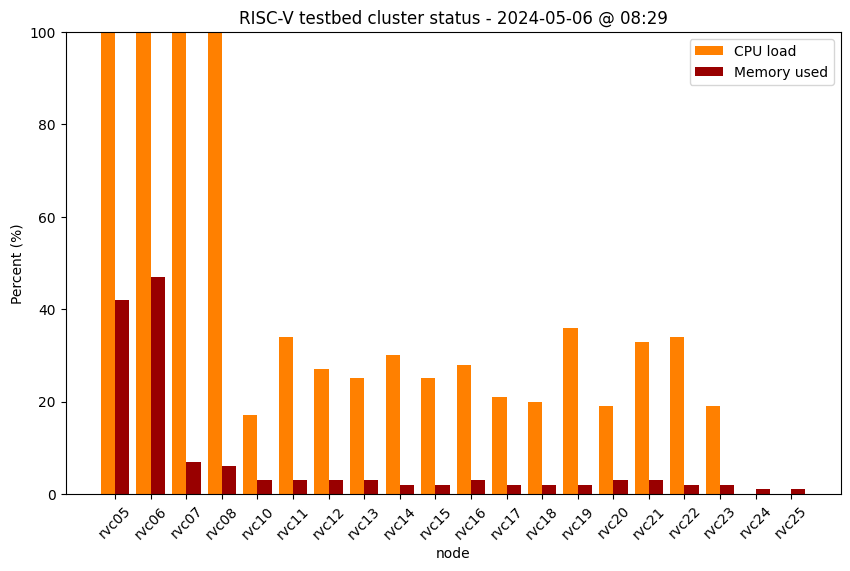 RISC-V testbed cluster status - 2024-05-06 @ 08:29
CPU load
Memory used
Percent (%)
100
80
60
40
20
0
rvc05
rvc06
rvc07
rvc08
rvc10
rvc11
rvc12
rvc13
rvc14
rvc15
rvc16
rvc17
rvc18
rvc19
rvc20
rvc21
rvc22
rvc23
rvc24
rvc25
node